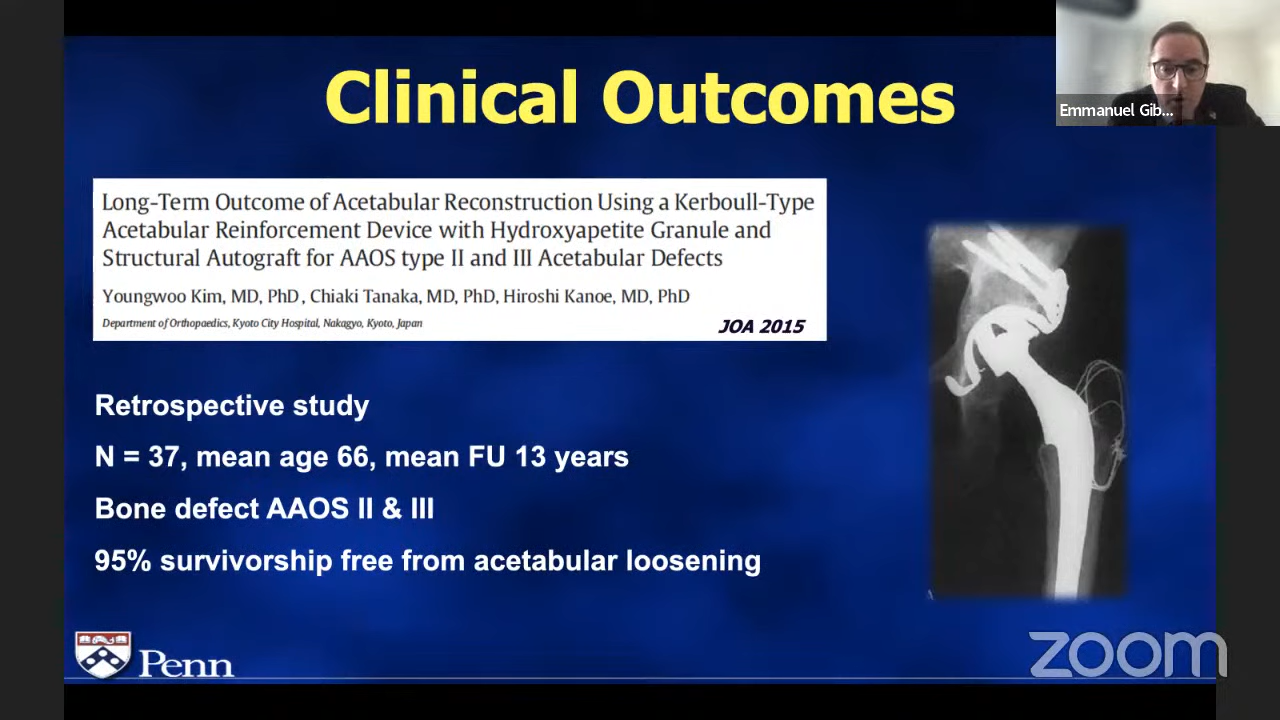 Clinical Outcomes
Emmanuel Gib...
Long-Term Outcome of Acetabular Reconstruction Using a Kerboull-Type
Acetabular Reinforcement Device with Hydroxyapetite Granule and
Structural Autograft for AAOS type II and III Acetabular Defects
Youngwoo Kim, MD, PhD, Chiaki Tanaka, MD, PhD, Hiroshi Kanoe, MD, PhD
Department of Orthopaedics, Kyoto City Hospital, Nakagyo, Kyoto, Japan
JOA 2015
Retrospective study
N = 37, mean age 66, mean FU 13 years
Bone defect AAOS II & III
95% survivorship free from acetabular loosening
Penn
zoom